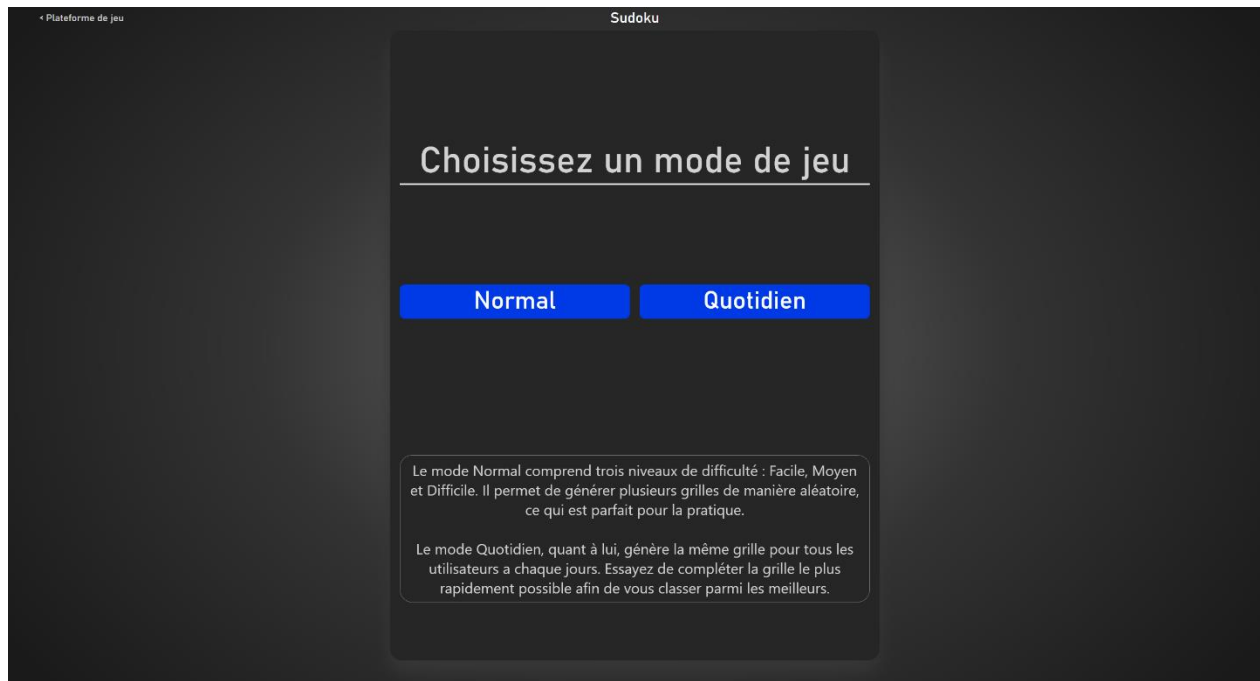 < Plateforme de jeu
Sudoku
Choisissez un mode de jeu
Normal
Quotidien
Le mode Normal comprend trois niveaux de difficulté : Facile, Moyen
et Difficile. Il permet de générer plusieurs grilles de manière aléatoire,
ce qui est parfait pour la pratique.
Le mode Quotidien, quant à lui, génère la même grille pour tous les
utilisateurs a chaque jours. Essayez de compléter la grille le plus
rapidement possible afin de vous classer parmi les meilleurs.